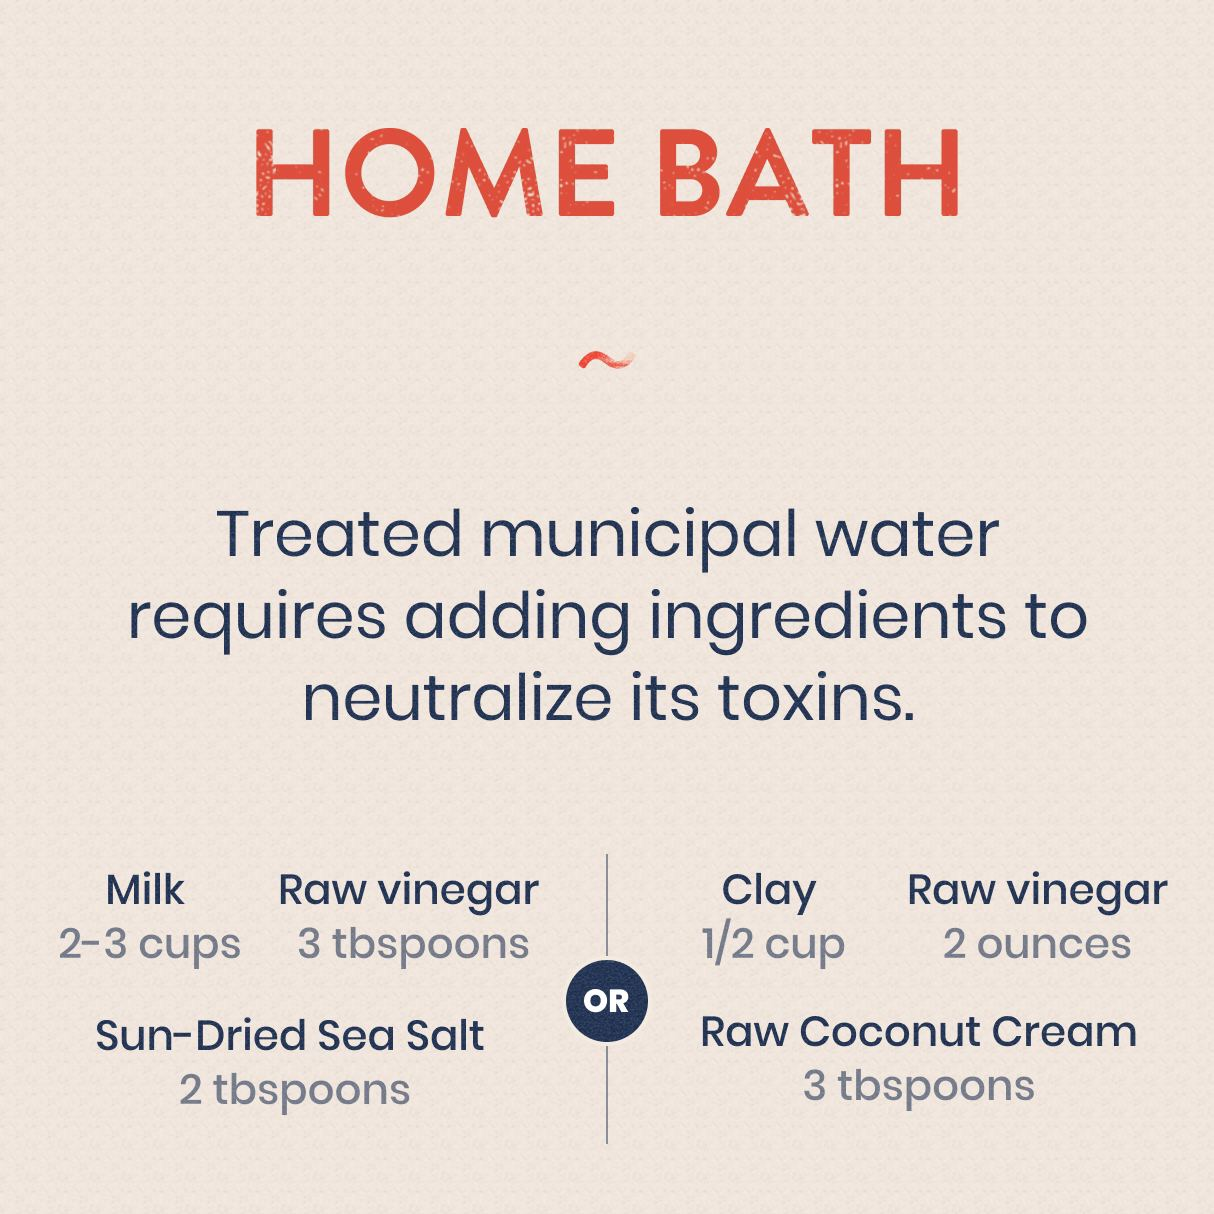 HOME BATH
~
Treated municipal water
requires adding ingredients to
neutralize its toxins.
Milk
2-3 cups
Raw vinegar
3 tbspoons
Sun-Dried Sea Salt
2 tbspoons
OR
Clay
1/2 cup
Raw vinegar
2 ounces
Raw Coconut Cream
3 tbspoons